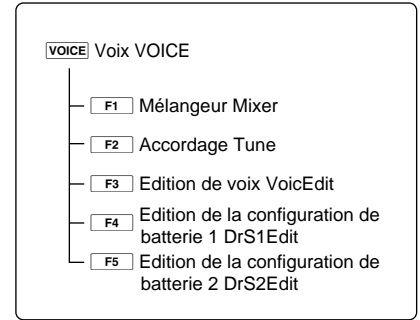 VOICE Voix VOICE
F1 Mélangeur Mixer
F2 Accordage Tune
F3 Edition de voix VoicEdit
F4 Edition de la configuration de
batterie 1 DrS1Edit
F5 Edition de la configuration de
batterie 2 DrS2Edit